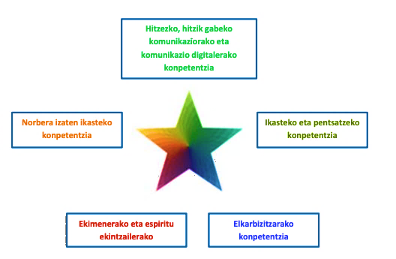 Hitzezko, hitzik gabeko
komunikaziorako eta
komunikazio digitalerako
konpetentzia
Norbera izaten ikasteko
konpetentzia
Ikasteko eta pentsatzeko
konpetentzia
Ekimenerako eta espiritu
ekintzailerako
Elkarbizitzarako
konpetentzia